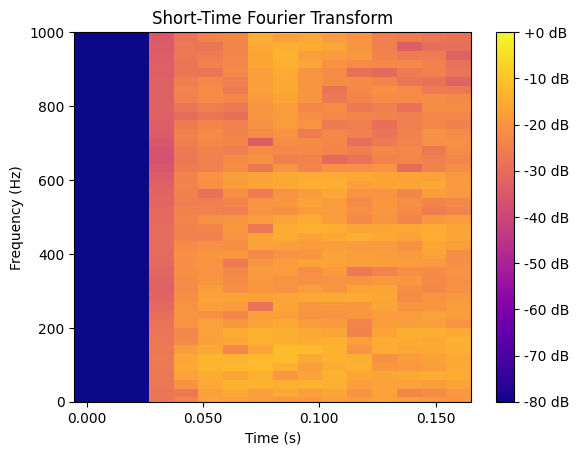 Short-Time Fourier Transform
1000
800
600
400
200
0
Frequency (Hz)
0.000
0.050
0.100
0.150
Time (s)
+0 dB
-10 dB
-20 dB
-30 dB
-40 dB
-50 dB
-60 dB
-70 dB
-80 dB